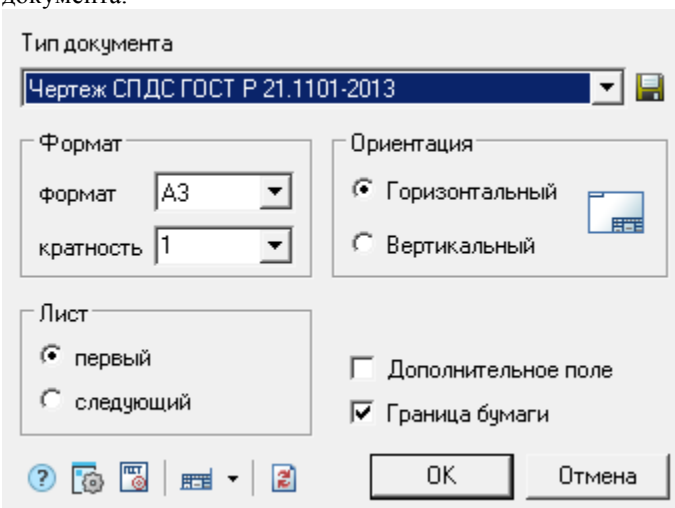 документа.
Тип документа
Чертеж СПДС ГОСТ Р 21.1101-2013
Формат
формат А3
кратность 1
Ориентация
Горизонтальный
Вертикальный
Лист
первый
следующий
Дополнительное поле
Граница бумаги
ОК Отмена